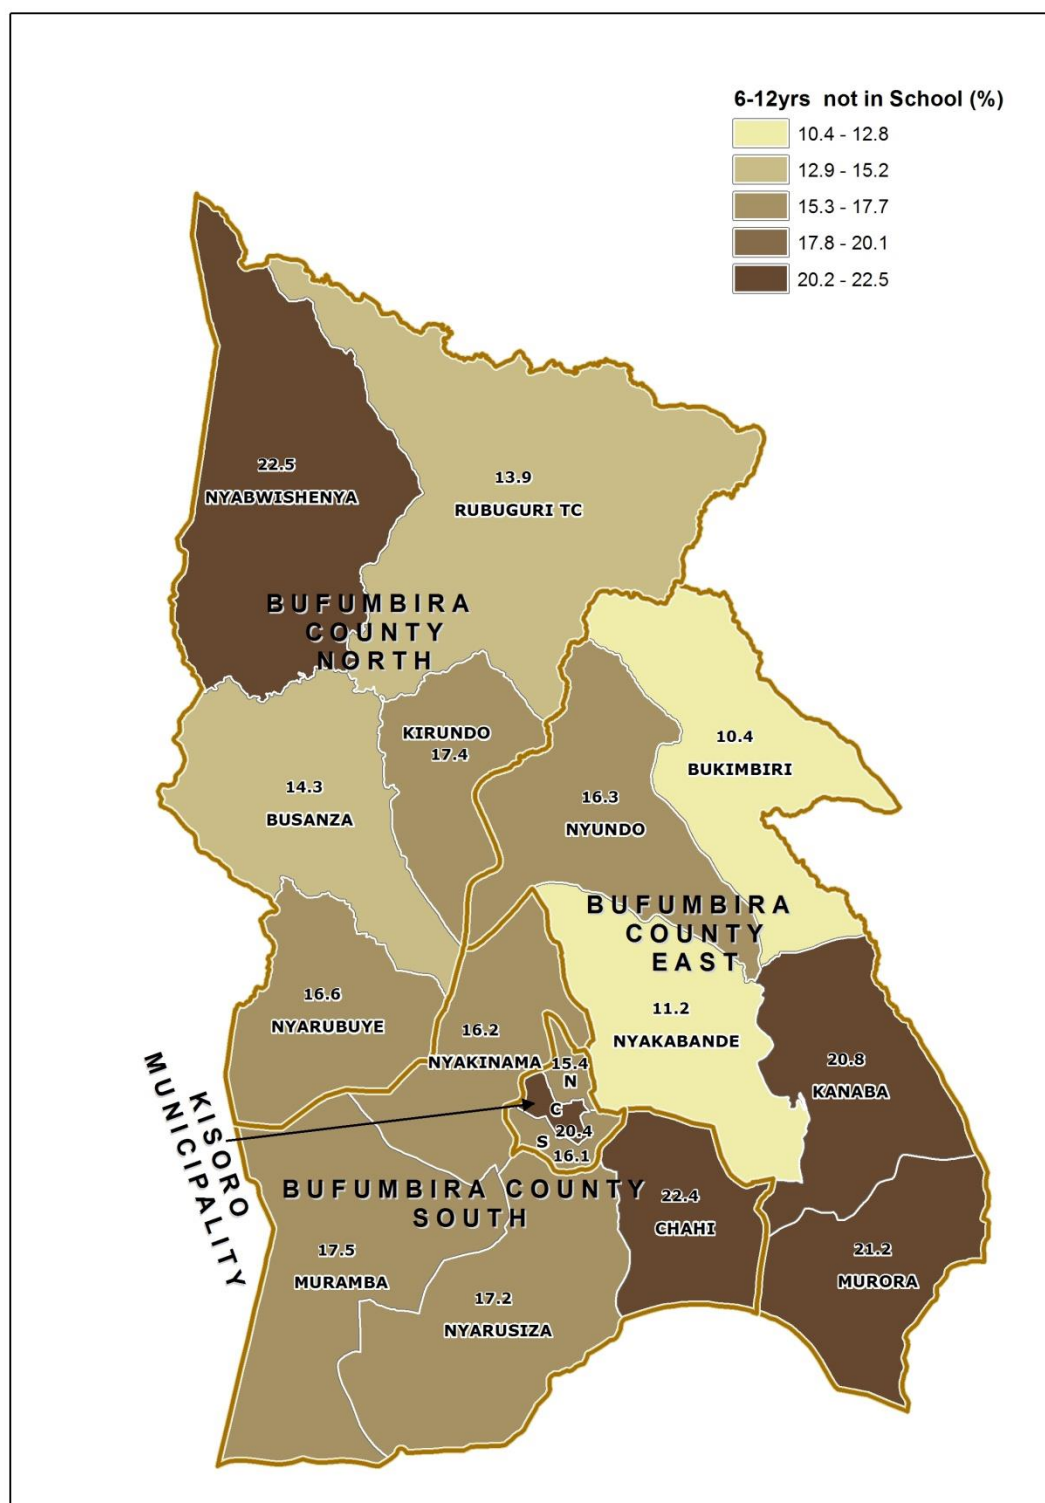 6-12yrs not in School (%)
10.4 - 12.8
12.9 - 15.2
15.3 - 17.7
17.8 - 20.1
20.2 - 22.5
22.5
NYABWISHENYA
13.9
RUBUGURI TC
BUFUMBIRA
COUNTY
NORTH
KIRUNDO
17.4
10.4
BUKIMBIRI
14.3
BUSANZA
16.3
NYUNDO
BUFUMBIRA
COUNTY
EAST
16.6
NYARUBUYE
16.2
NYAKINAMA
11.2
NYAKABANDE
15.4
N
C
20.4
S
16.1
20.8
KANABA
KISORO
MUNICIPALITY
BUFUMBIRA COUNTY
SOUTH
22.4
CHAHI
21.2
MURORA
17.5
MURAMBA
17.2
NYARUSIZA